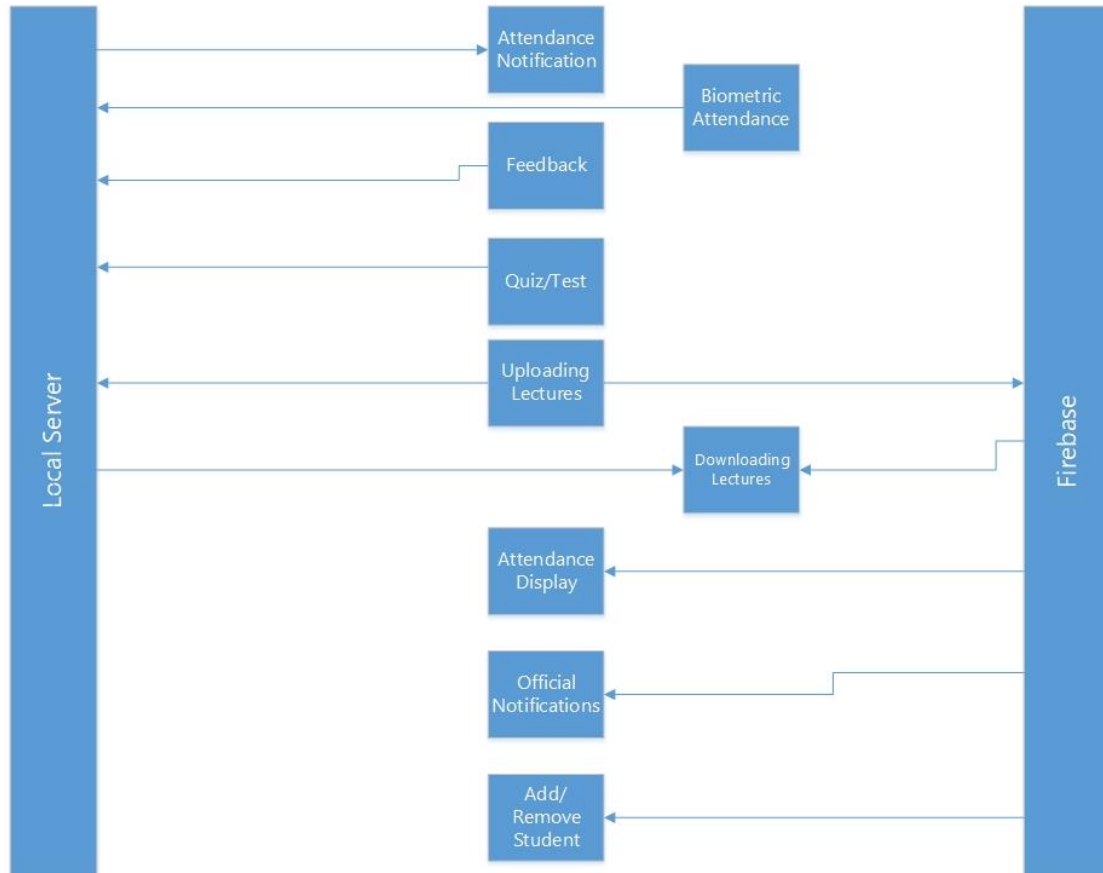 Attendance
Notification
Biometric
Attendance
Feedback
Quiz/Test
Uploading
Lectures
Local Server
Firebase
Downloading
Lectures
Attendance
Display
Official
Notifications
Add/
Remove
Student